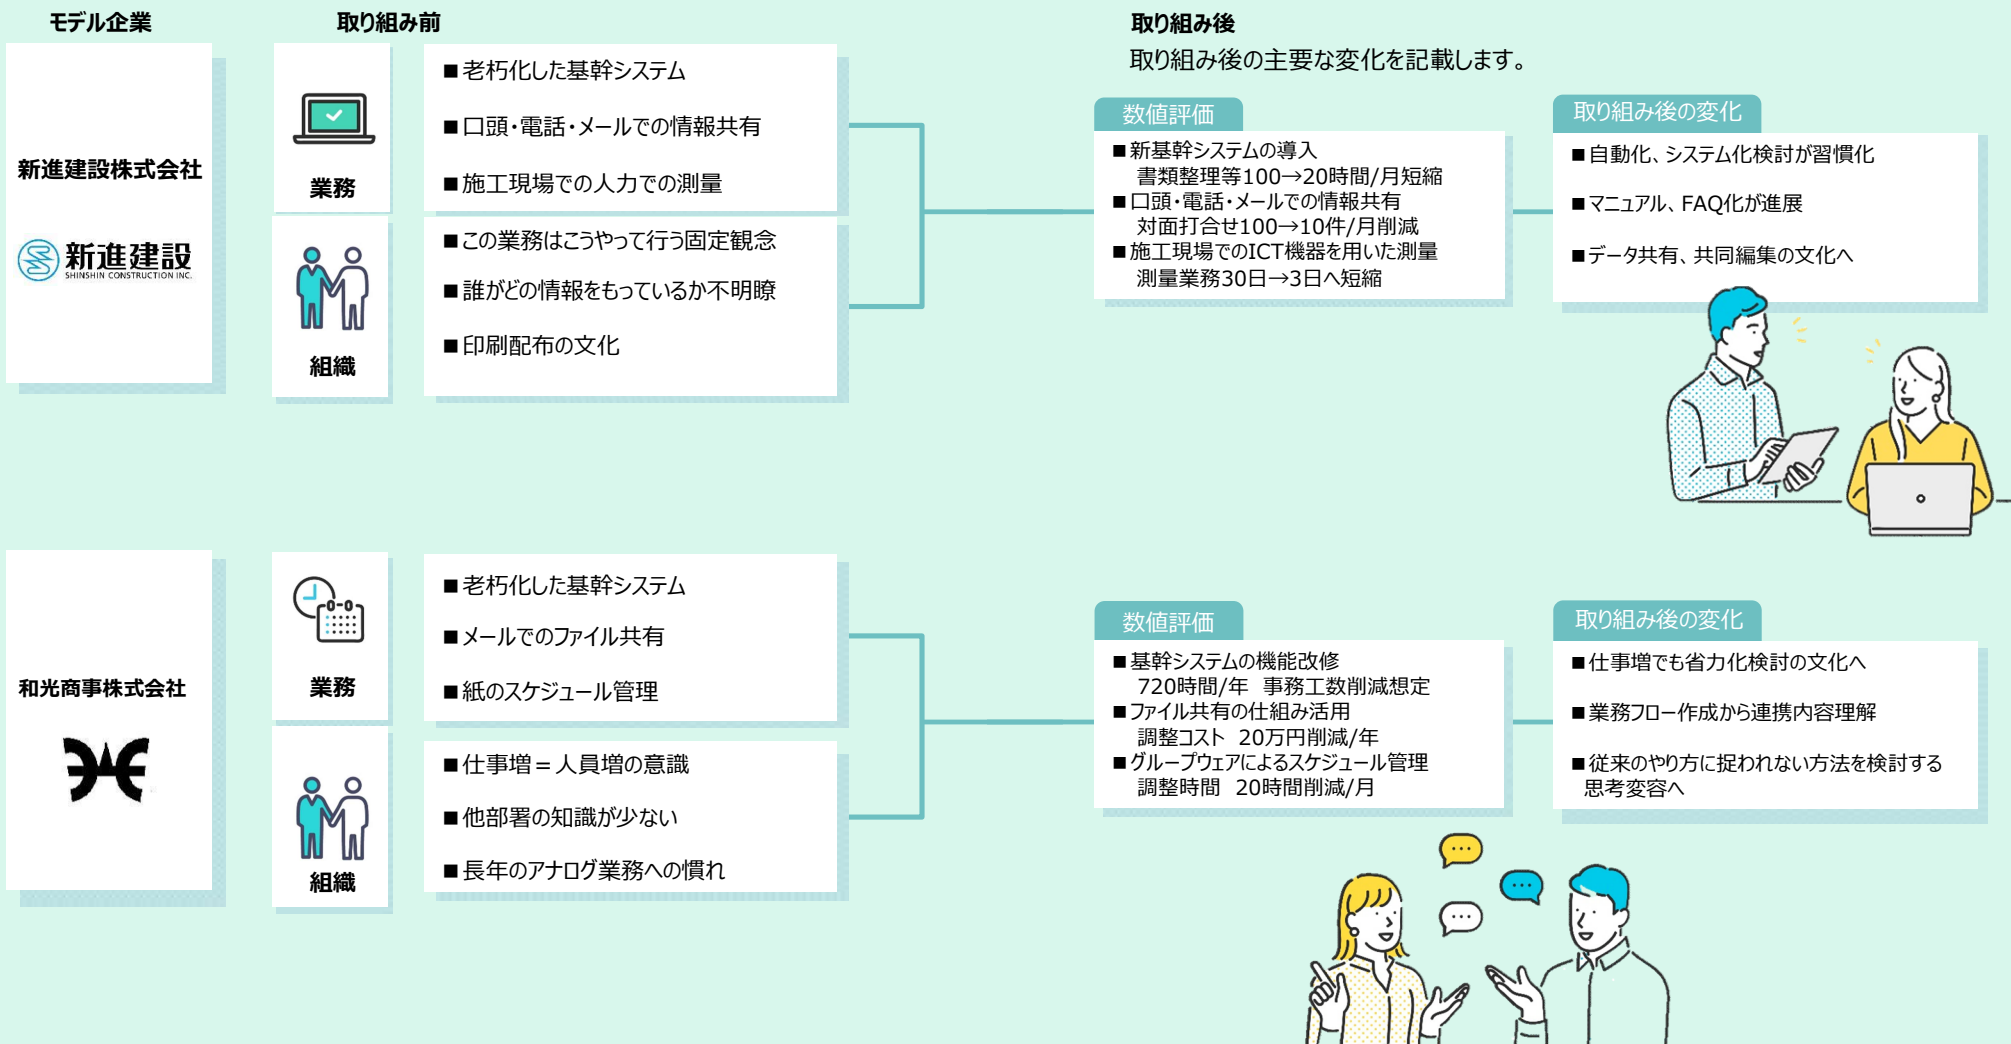 モデル企業
取り組み前
取り組み後
取り組み後の主要な変化を記載します。
新進建設株式会社
新進建設
SHINSHIN CONSTRUCTION INC.
業務
■老朽化した基幹システム
■口頭・電話・メールでの情報共有
■施工現場での人力での測量
組織
■この業務はこうやって行う固定観念
■誰がどの情報をもっているか不明瞭
■印刷配布の文化
数値評価
■新基幹システムの導入
書類整理等100→20時間/月短縮
■口頭・電話・メールでの情報共有
対面打合せ100→10件/月削減
■施工現場でのICT機器を用いた測量
測量業務30日→3日へ短縮
取り組み後の変化
■自動化、システム化検討が習慣化
■マニュアル、FAQ化が進展
■データ共有、共同編集の文化へ
和光商事株式会社
業務
■老朽化した基幹システム
■メールでのファイル共有
■紙のスケジュール管理
組織
■仕事増＝人員増の意識
■他部署の知識が少ない
■長年のアナログ業務への慣れ
数値評価
■基幹システムの機能改修
720時間/年 事務工数削減想定
■ファイル共有の仕組み活用
調整コスト 20万円削減/年
■グループウェアによるスケジュール管理
調整時間 20時間削減/月
取り組み後の変化
■仕事増でも省力化検討の文化へ
■業務フロー作成から連携内容理解
■従来のやり方に捉われない方法を検討する
思考変容へ